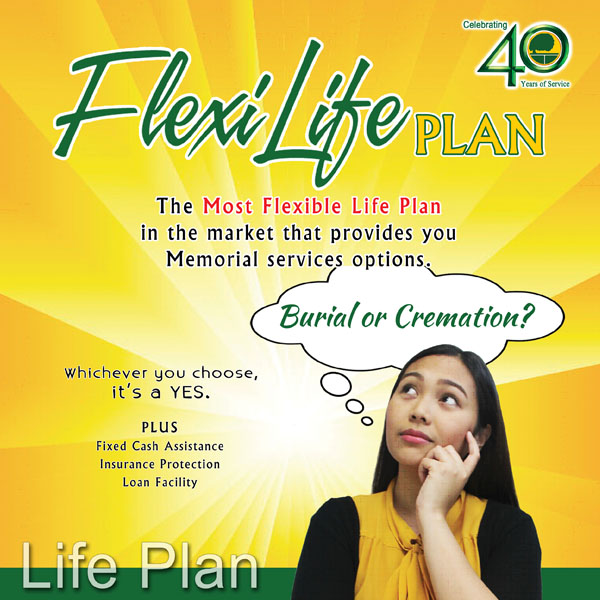 Celebrating
40
Years of Service
FlexiLife PLAN
The Most Flexible Life Plan
in the market that provides you
Memorial services options.
Burial or Cremation?
Whichever you choose,
it's a YES.
PLUS
Fixed Cash Assistance
Insurance Protection
Loan Facility
Life Plan